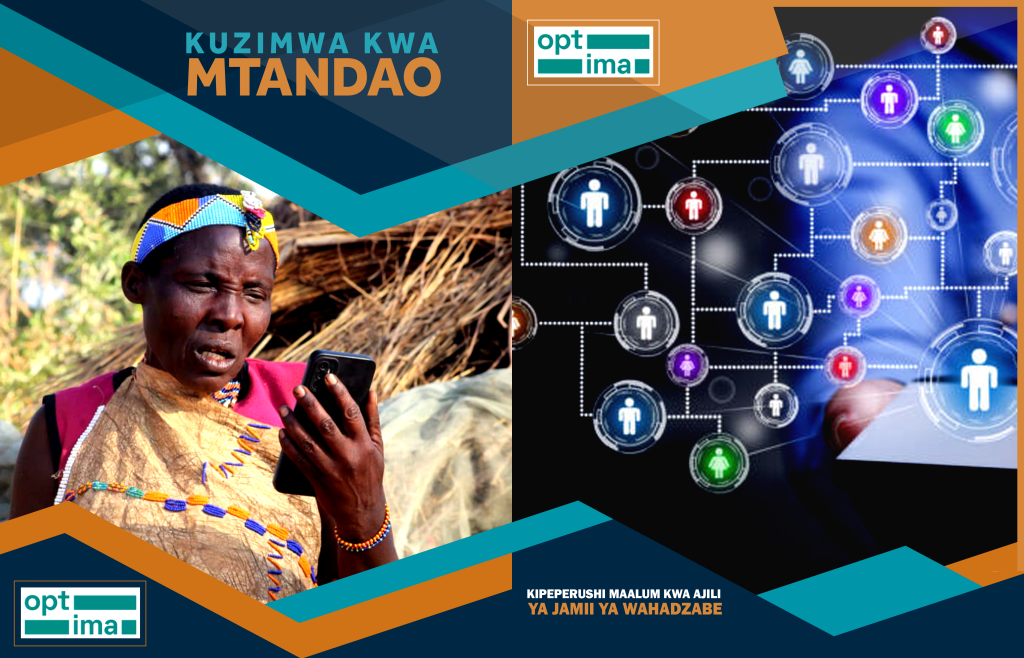 KUZIMWA KWA
MTANDAO
opt
ima
opt
ima
KIPEPERUSHI MAALUM KWA AJILI
YA JAMII YA WAHADZABE